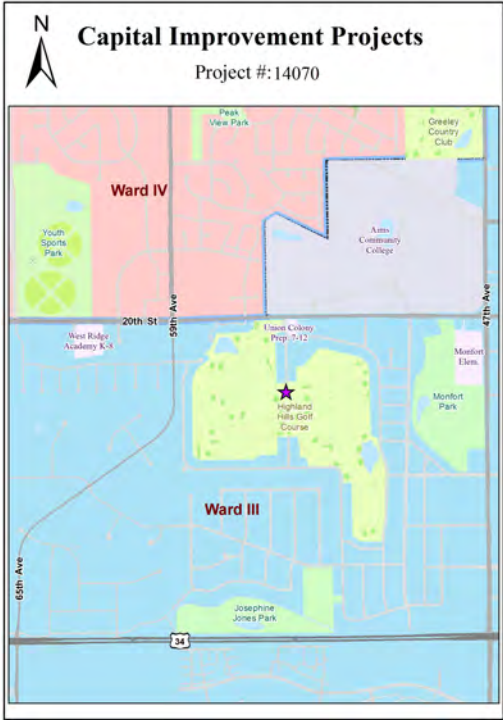 N
Capital Improvement Projects
Project #:14070
Peak
View Park
Greeley
Country
Club
Ward IV
Youth
Sports
Park
Aims
Community
College
59th Ave
47th Ave
20th St
West Ridge
Academy K-8
Union Colony
Prep. 7-12
Monfort
Elem.
Monfort
Park
Highland
Hills Golf
Course
Ward III
65th Ave
Josephine
Jones Park
34